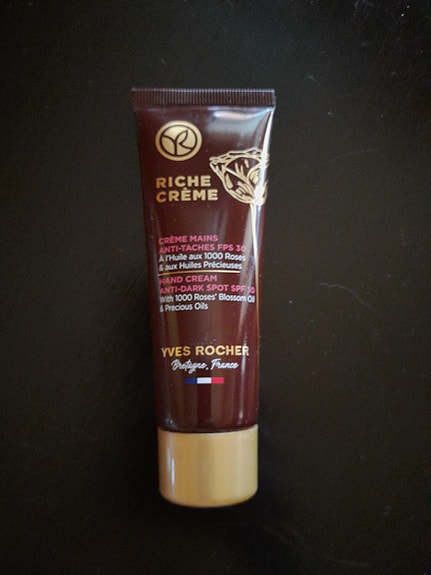 RICHE
CRÈME
CRÈME MAINS
ANTI-TACHES FPS 30
À l'Huile aux 1000 Roses
& aux Huiles Précieuses
HAND CREAM
ANTI-DARK SPOT SPF 30
With 1000 Roses' Blossom Oil
& Precious Oils
YVES ROCHER
Bretagne, France